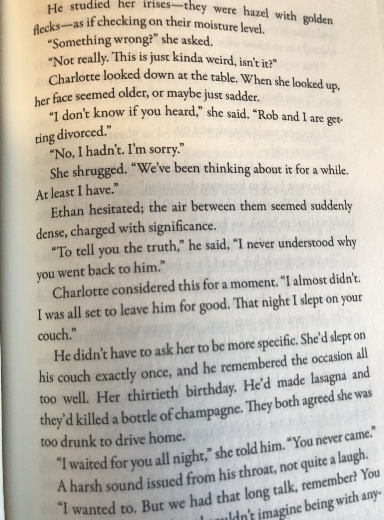 He studied her irises—they were hazel with golden
flecks—as if checking on their moisture level.
“Something wrong?” she asked.
“Not really. This is just kinda weird, isn’t it?”
Charlotte looked down at the table. When she looked up,
her face seemed older, or maybe just sadder.
“I don’t know if you heard,” she said. “Rob and I are get-
ting divorced.”
“No, I hadn’t. I’m sorry.”
She shrugged. “We’ve been thinking about it for a while.
At least I have.”
Ethan hesitated; the air between them seemed suddenly
dense, charged with significance.
“To tell you the truth,” he said, “I never understood why
you went back to him.”
Charlotte considered this for a moment. “I almost didn’t.
I was all set to leave him for good. That night I slept on your
couch.”
He didn’t have to ask her to be more specific. She’d slept on
his couch exactly once, and he remembered the occasion all
too well. Her thirtieth birthday. He’d made lasagna and
they’d killed a bottle of champagne. They both agreed she was
too drunk to drive home.
“I waited for you all night,” she told him. “You never came.”
A harsh sound issued from his throat, not quite a laugh.
“I wanted to. But we had that long talk, remember? You
imagine being with any-